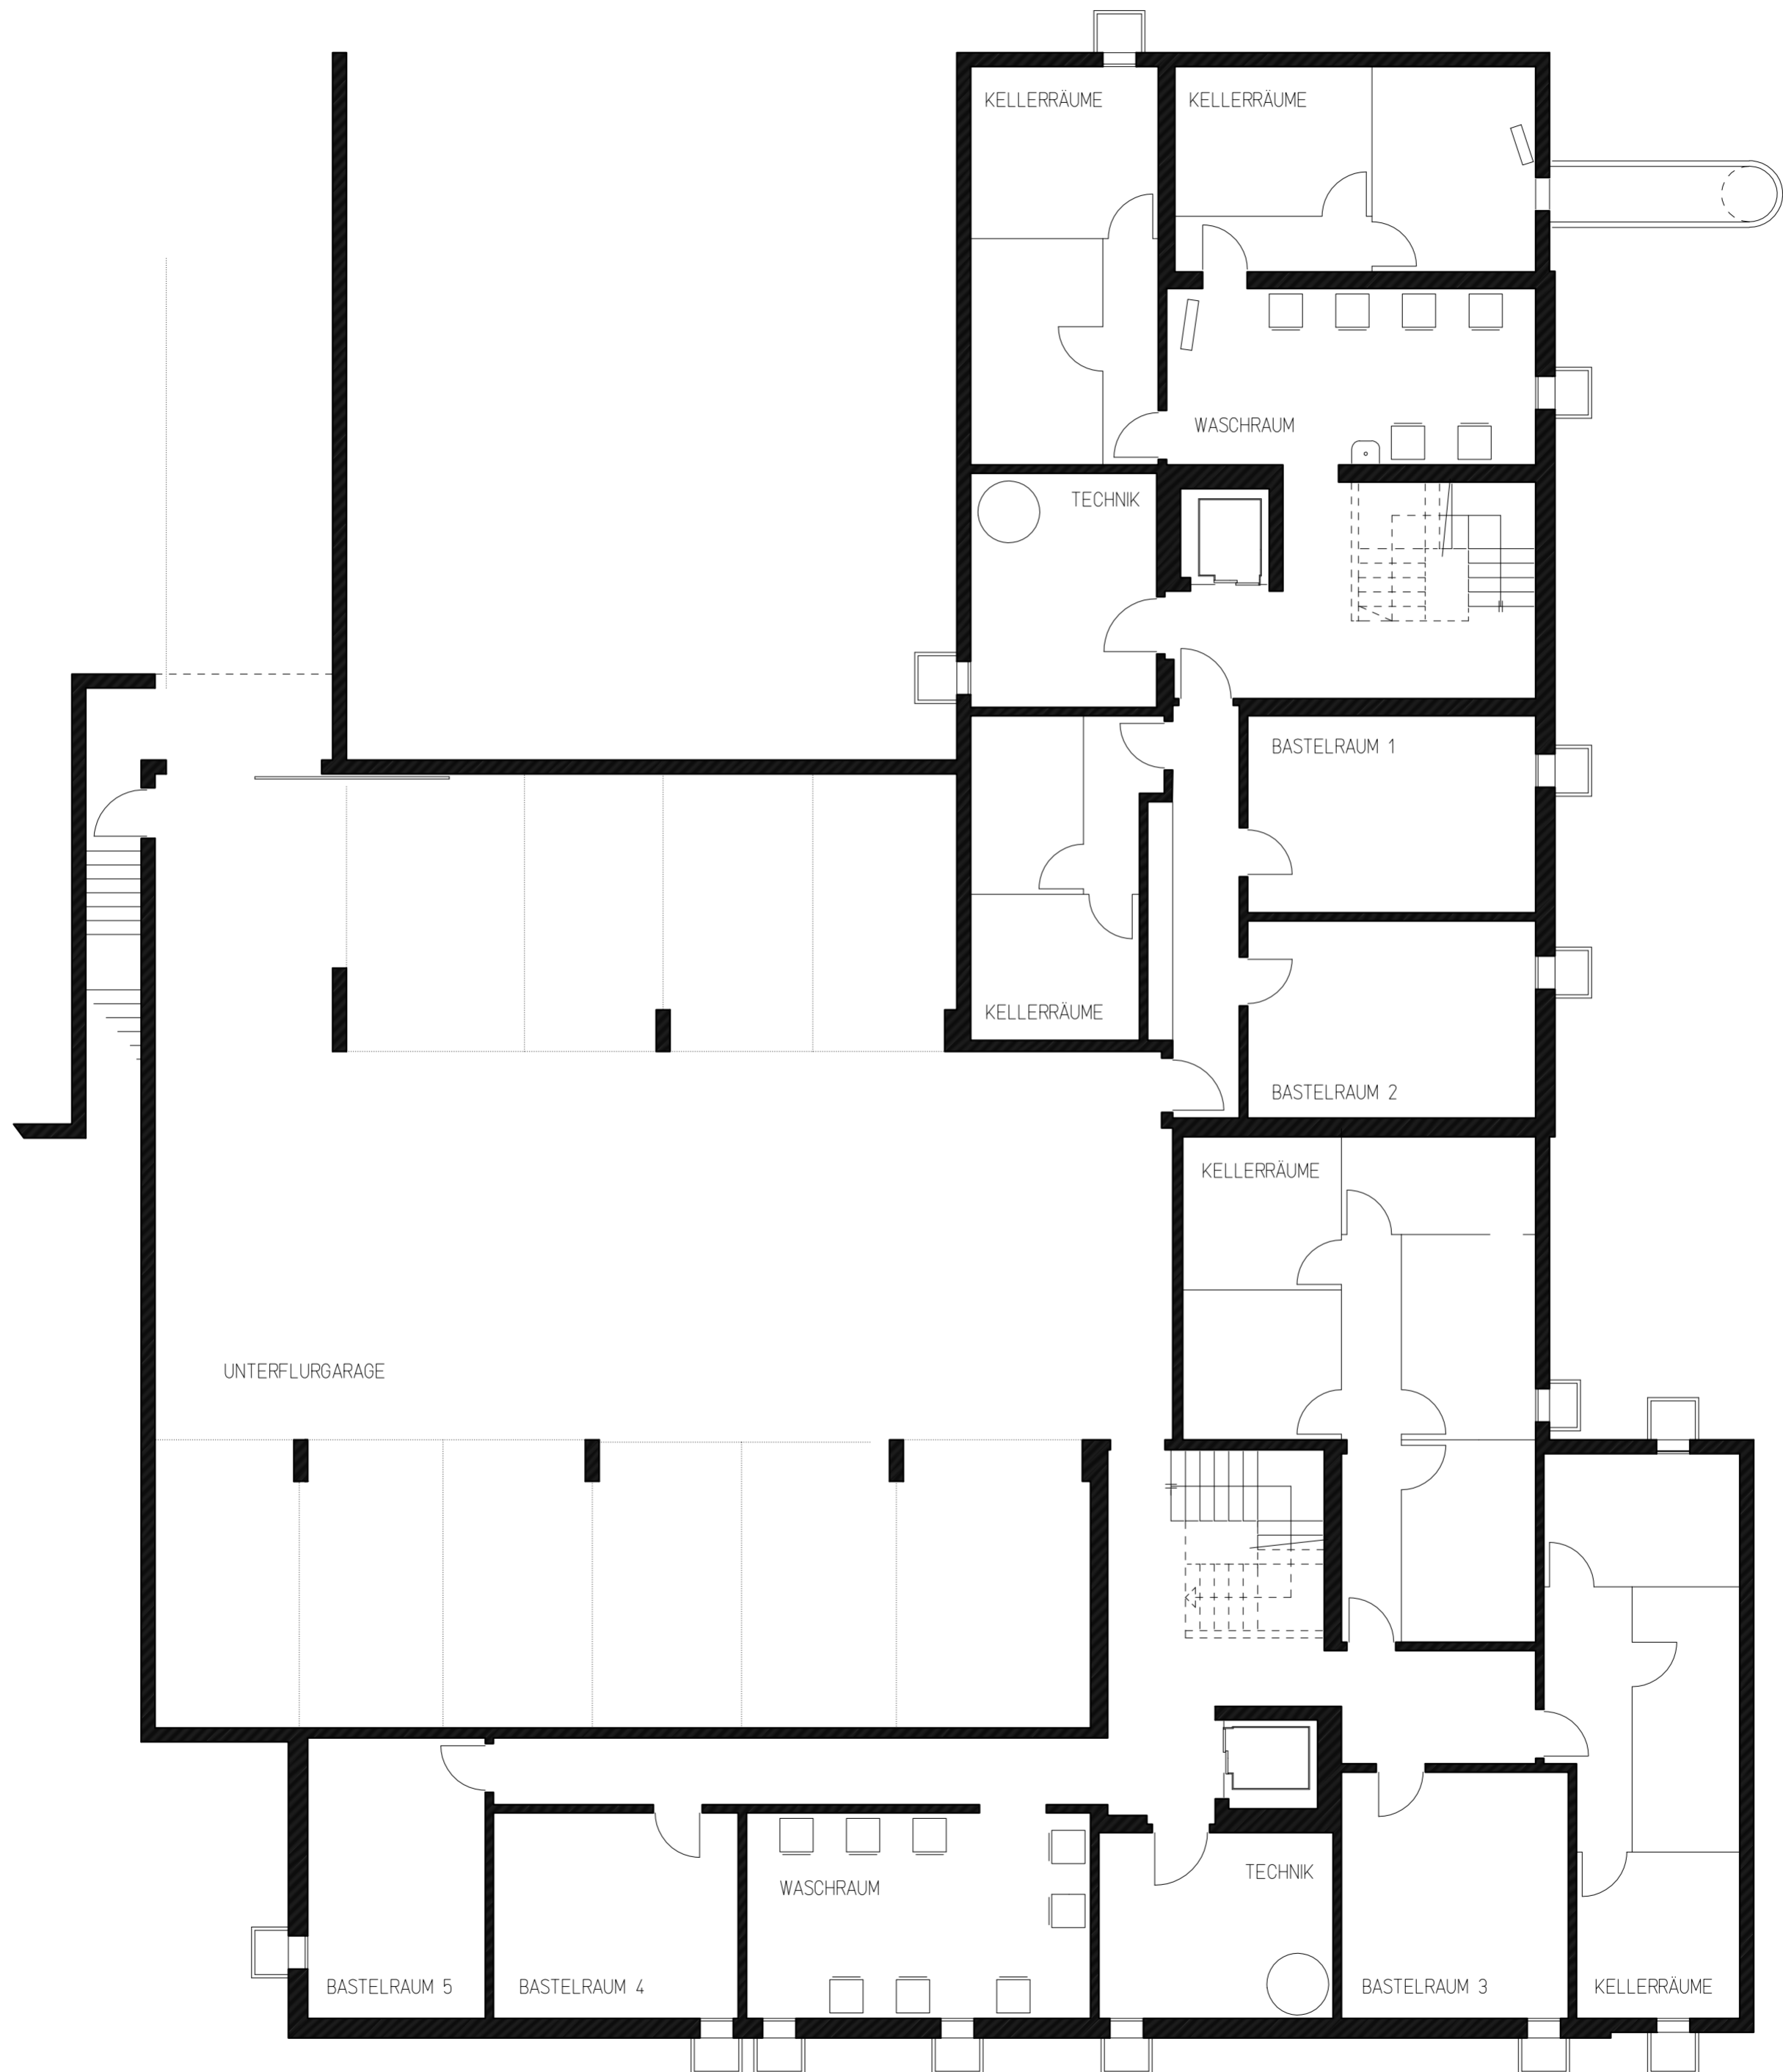 KELLERRÄUME
KELLERRÄUME
WASCHRAUM
TECHNIK
BASTELRAUM 1
KELLERRÄUME
BASTELRAUM 2
KELLERRÄUME
UNTERFLURGARAGE
TECHNIK
WASCHRAUM
BASTELRAUM 5
BASTELRAUM 4
BASTELRAUM 3
KELLERRÄUME